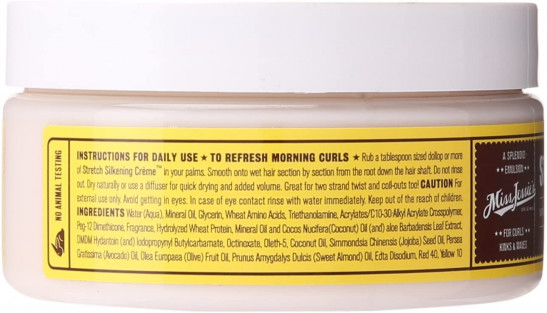 NO ANIMAL TESTING
INSTRUCTIONS FOR DAILY USE ★ TO REFRESH MORNING CURLS ★ Rub a tablespoon sized dollop or more
of Stretch Silkening Crème™ in your palms. Smooth onto wet hair section by section from the root down the hair shaft. Do not rinse
out. Dry naturally or use a diffuser for quick drying and added volume. Great for two strand twist and coil-outs too! CAUTION For
external use only. Avoid getting in eyes. In case of eye contact rinse with water immediately. Keep out of the reach of children.
INGREDIENTS Water (Aqua), Mineral Oil, Glycerin, Wheat Amino Acids, Triethanolamine, Acrylates/C10-30 Alkyl Acrylate Crosspolymer,
Peg-12 Dimethicone, Fragrance, Hydrolyzed Wheat Protein, Mineral Oil and Cocos Nucifera(Coconut) Oil (and) aloe Barbadensis Leaf Extract,
DMDM Hydantoin (and) Iodopropynyl Butylcarbamate, Octinoxate, Oleth-5, Coconut Oil, Simmondsia Chinensis (Jojoba) Seed Oil, Persea
Gratissima (Avocado) Oil, Olea Europaea (Olive) Fruit Oil, Prunus Amygdalus Dulcis (Sweet Almond) Oil, Edta Disodium, Red 40, Yellow 10
A SPLENDID
EMULSION
Miss Jessie's
FOR CURLS
KINKS & WAVES